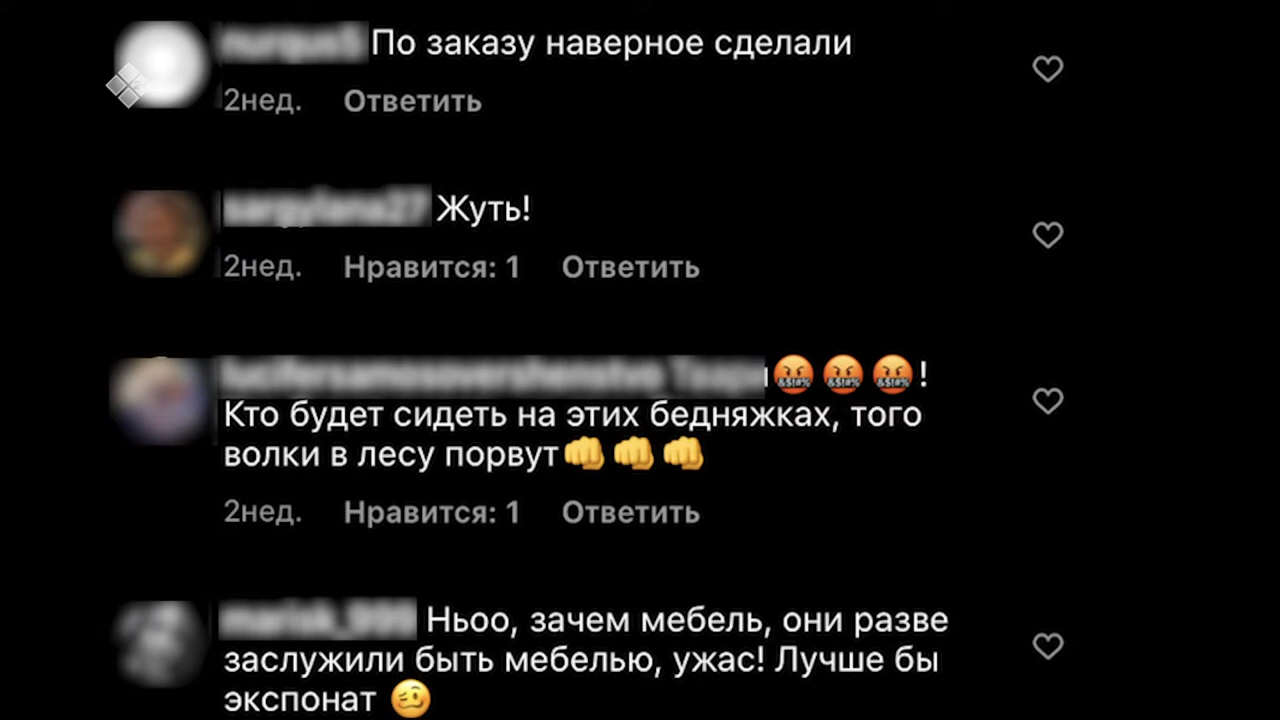 По заказу наверное сделали
2нед. Ответить
Жуть!
2нед. Нравится: 1 Ответить
🤬🤬🤬!
Кто будет сидеть на этих бедняжках, того
волки в лесу порвут👊👊👊
2нед. Нравится: 1 Ответить
Ньоо, зачем мебель, они разве
заслужили быть мебелью, ужас! Лучше бы
экспонат 🥴